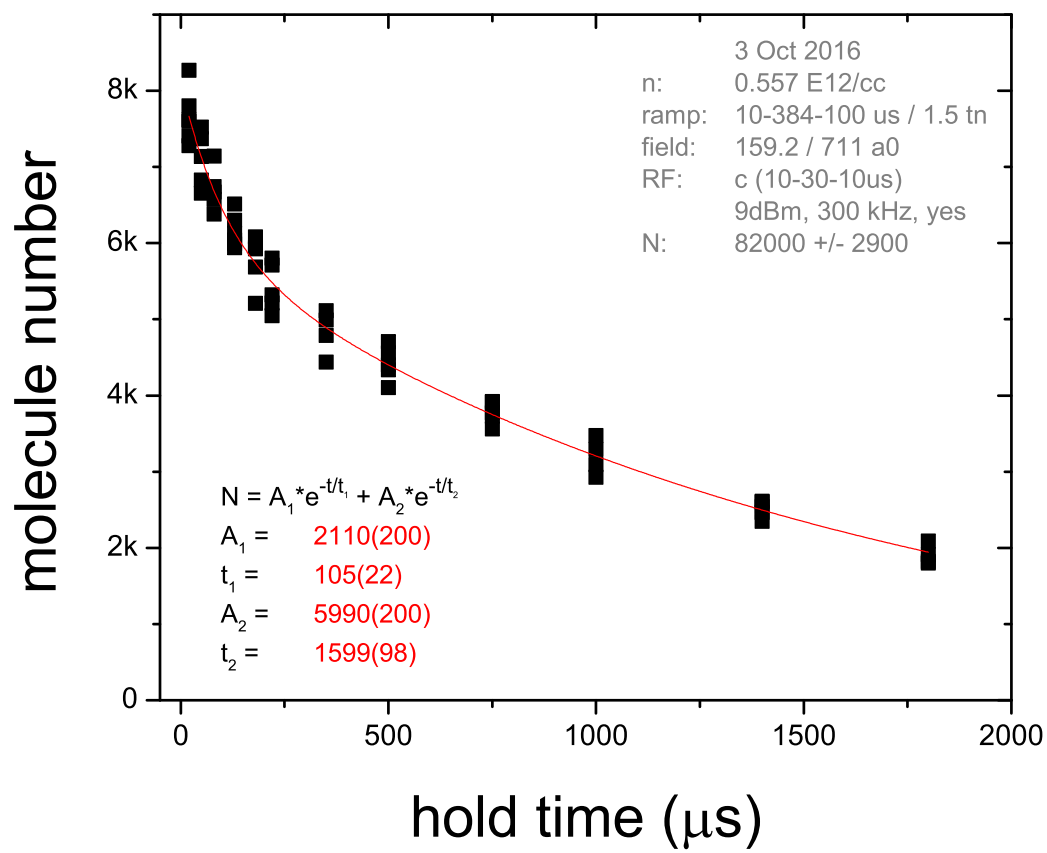 3 Oct 2016
n: 0.557 E12/cc
ramp: 10-384-100 us / 1.5 tn
field: 159.2 / 711 a0
RF: c (10-30-10us)
9dBm, 300 kHz, yes
N: 82000 +/- 2900
8k
6k
4k
2k
0
molecule number
N = A₁*e^(-t/t₁) + A₂*e^(-t/t₂)
A₁ = 2110(200)
t₁ = 105(22)
A₂ = 5990(200)
t₂ = 1599(98)
0 500 1000 1500 2000
hold time (μs)